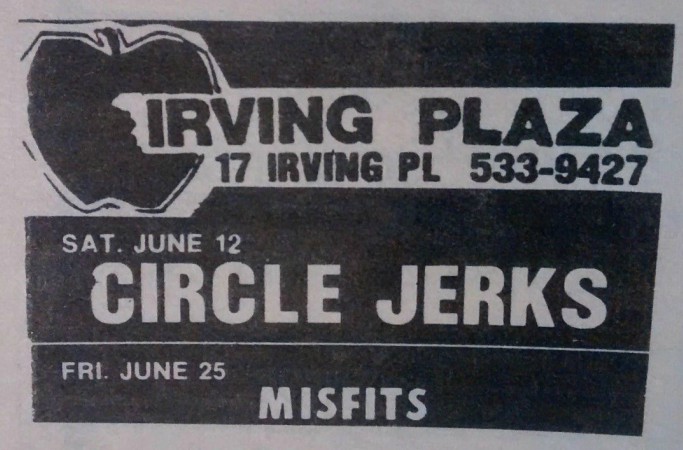 IRVING PLAZA
17 IRVING PL 533-9427
SAT. JUNE 12
CIRCLE JERKS
FRI. JUNE 25
MISFITS